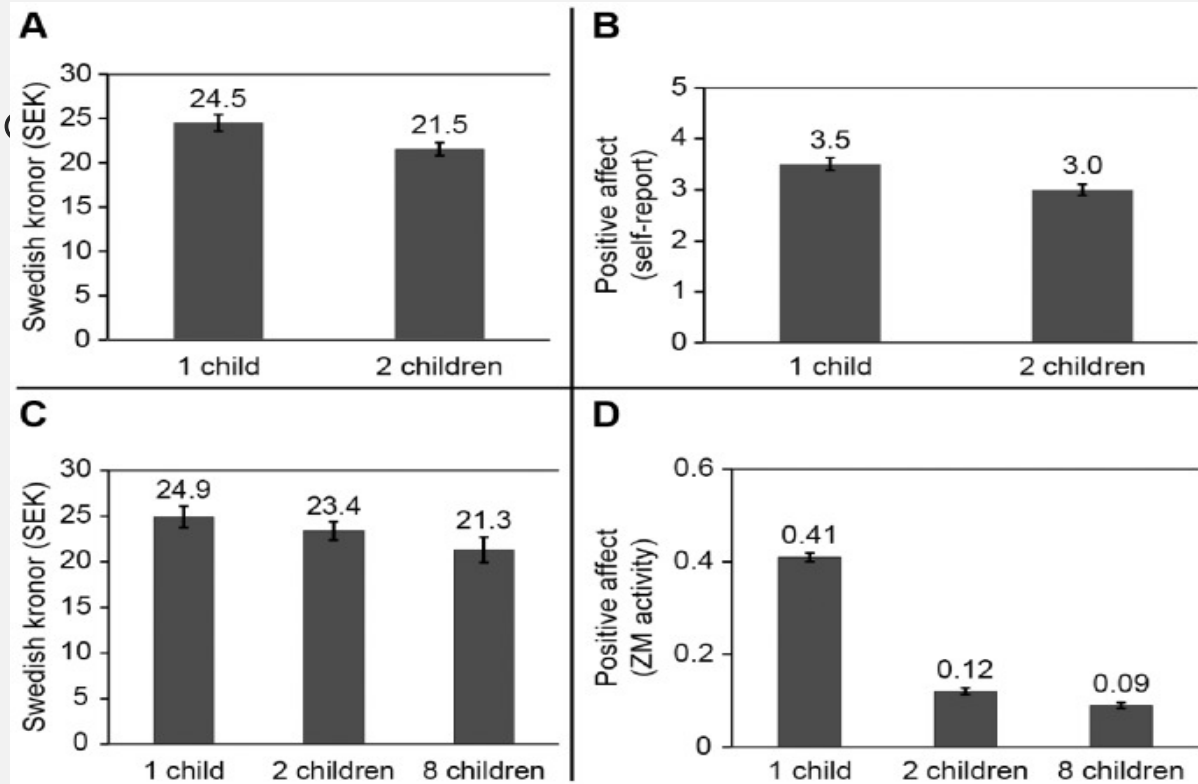 A
Swedish kronor (SEK)
30
25
20
15
10
5
0
24.5
21.5
1 child
2 children
B
Positive affect
(self-report)
5
4
3
2
1
0
3.5
3.0
1 child
2 children
C
Swedish kronor (SEK)
30
25
20
15
10
5
0
24.9
23.4
21.3
1 child
2 children
8 children
D
Positive affect
(ZM activity)
0.6
0.4
0.2
0
0.41
0.12
0.09
1 child
2 children
8 children